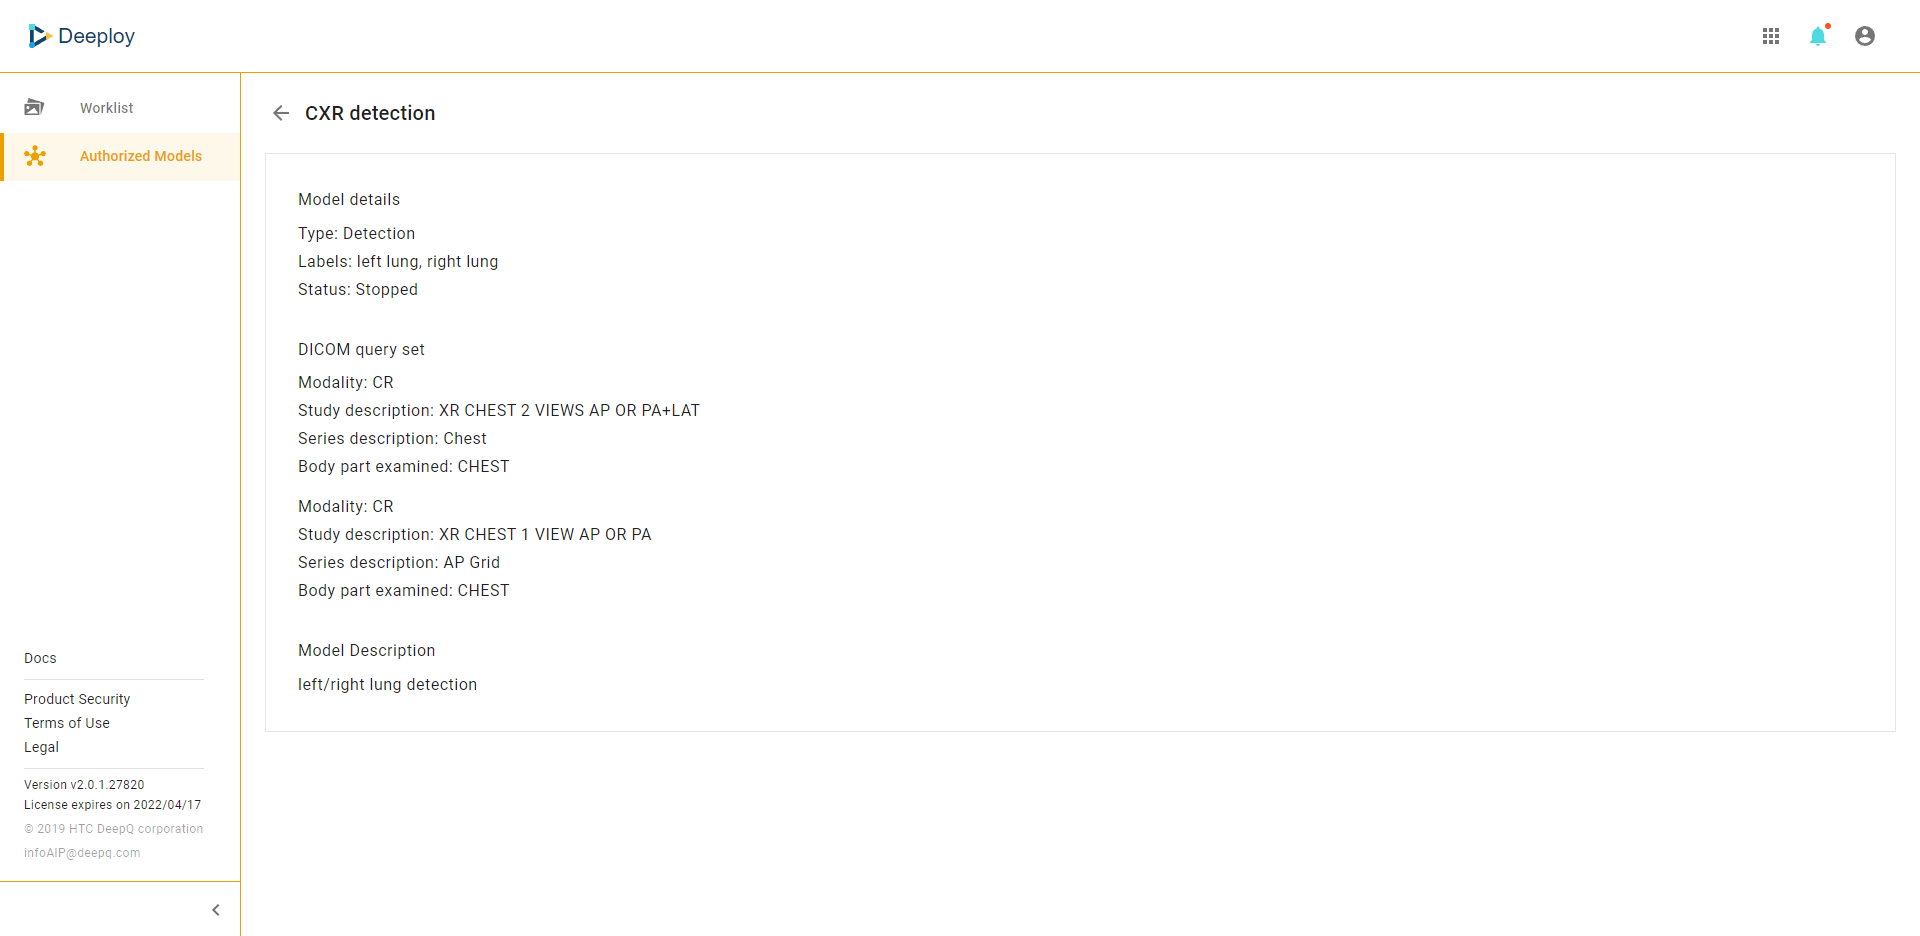 Deeploy
Worklist
Authorized Models
CXR detection
Model details
Type: Detection
Labels: left lung, right lung
Status: Stopped
DICOM query set
Modality: CR
Study description: XR CHEST 2 VIEWS AP OR PA+LAT
Series description: Chest
Body part examined: CHEST
Modality: CR
Study description: XR CHEST 1 VIEW AP OR PA
Series description: AP Grid
Body part examined: CHEST
Model Description
left/right lung detection
Docs
Product Security
Terms of Use
Legal
Version v2.0.1.27820
License expires on 2022/04/17
© 2019 HTC DeepQ corporation
infoAIP@deepq.com